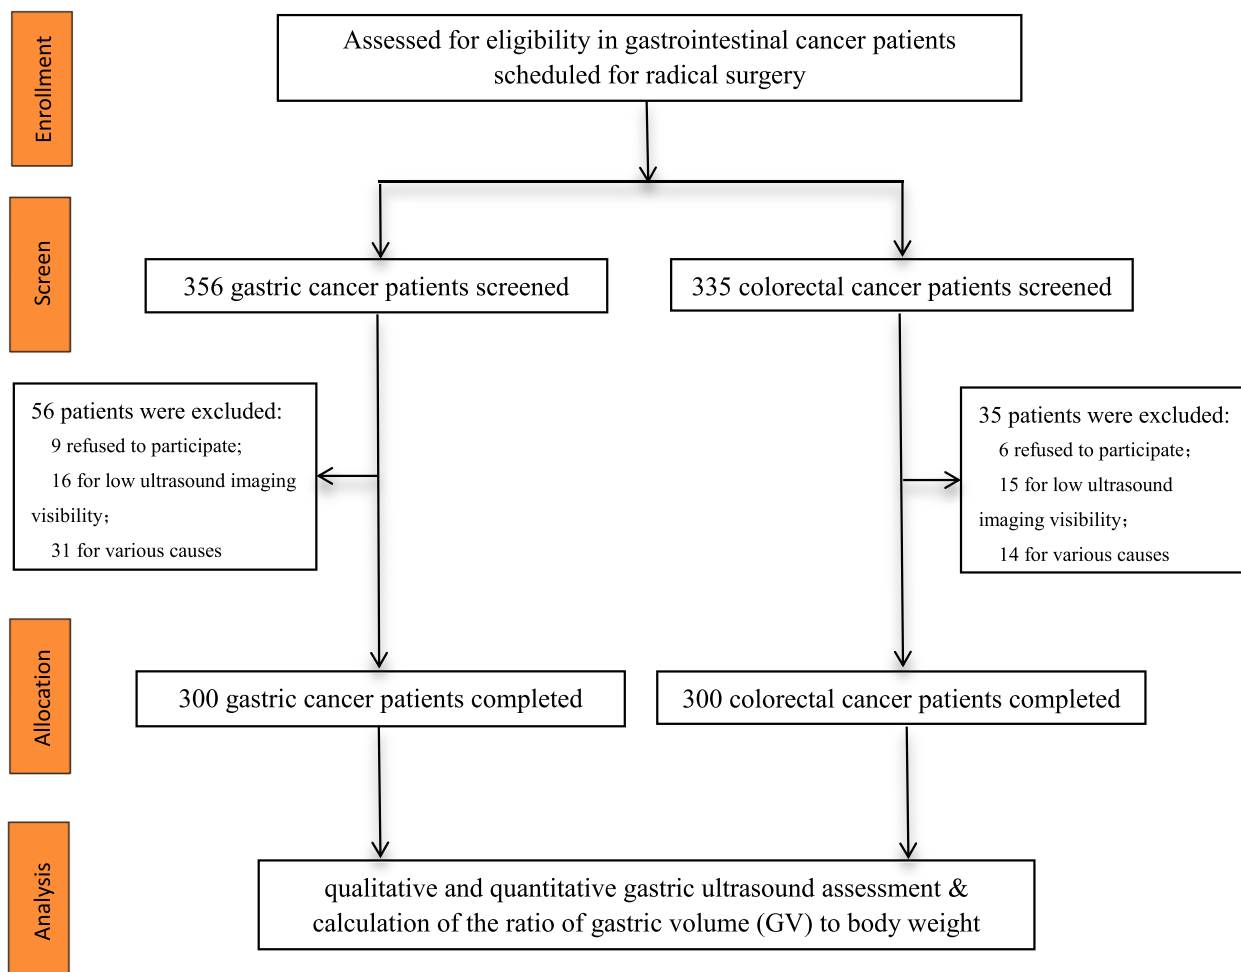 Enrollment
Assessed for eligibility in gastrointestinal cancer patients
scheduled for radical surgery
Screen
356 gastric cancer patients screened
335 colorectal cancer patients screened
56 patients were excluded:
9 refused to participate;
16 for low ultrasound imaging
visibility；
31 for various causes
35 patients were excluded:
6 refused to participate；
15 for low ultrasound
imaging visibility；
14 for various causes
Allocation
300 gastric cancer patients completed
300 colorectal cancer patients completed
Analysis
qualitative and quantitative gastric ultrasound assessment &
calculation of the ratio of gastric volume (GV) to body weight